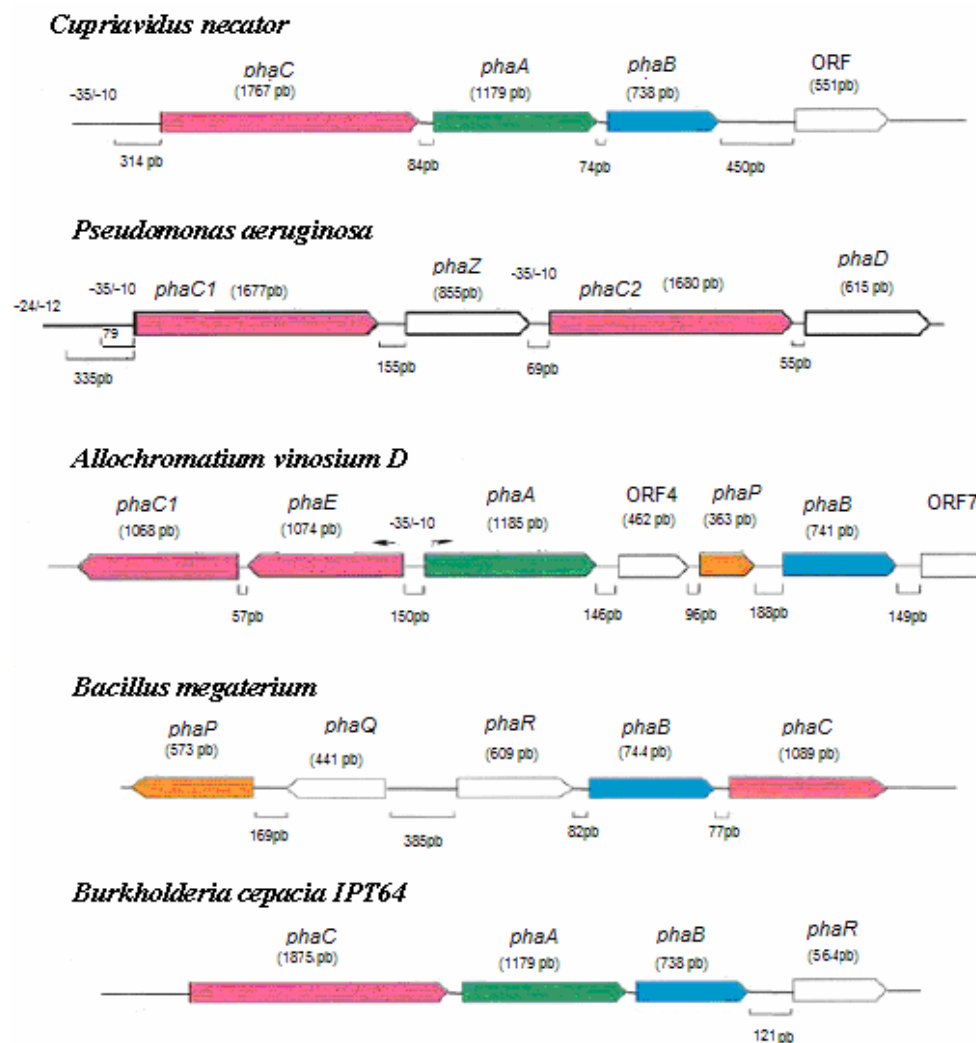 Cupriavidus necator
phaC phaA phaB ORF
(1767 pb) (1179 pb) (738 pb) (551pb)
-35/-10
314 pb 84pb 74pb 450pb
Pseudomonas aeruginosa
-24/-12 -35/-10 phaC1 (1677pb) phaZ (855pb) -35/-10 phaC2 (1680 pb) phaD (615 pb)
79
335pb 155pb 69pb 55pb
Allochromatium vinosium D
phaC1 phaE phaA ORF4 phaP phaB ORF7
(1068 pb) (1074 pb) -35/-10 (1185 pb) (462 pb) (363 pb) (741 pb)
57pb 150pb 146pb 96pb 188pb 149pb
Bacillus megaterium
phaP phaQ phaR phaB phaC
(573 pb) (441 pb) (609 pb) (744 pb) (1089 pb)
169pb 385pb 82pb 77pb
Burkholderia cepacia IPT64
phaC phaA phaB phaR
(1875 pb) (1179 pb) (738 pb) (564pb)
121pb